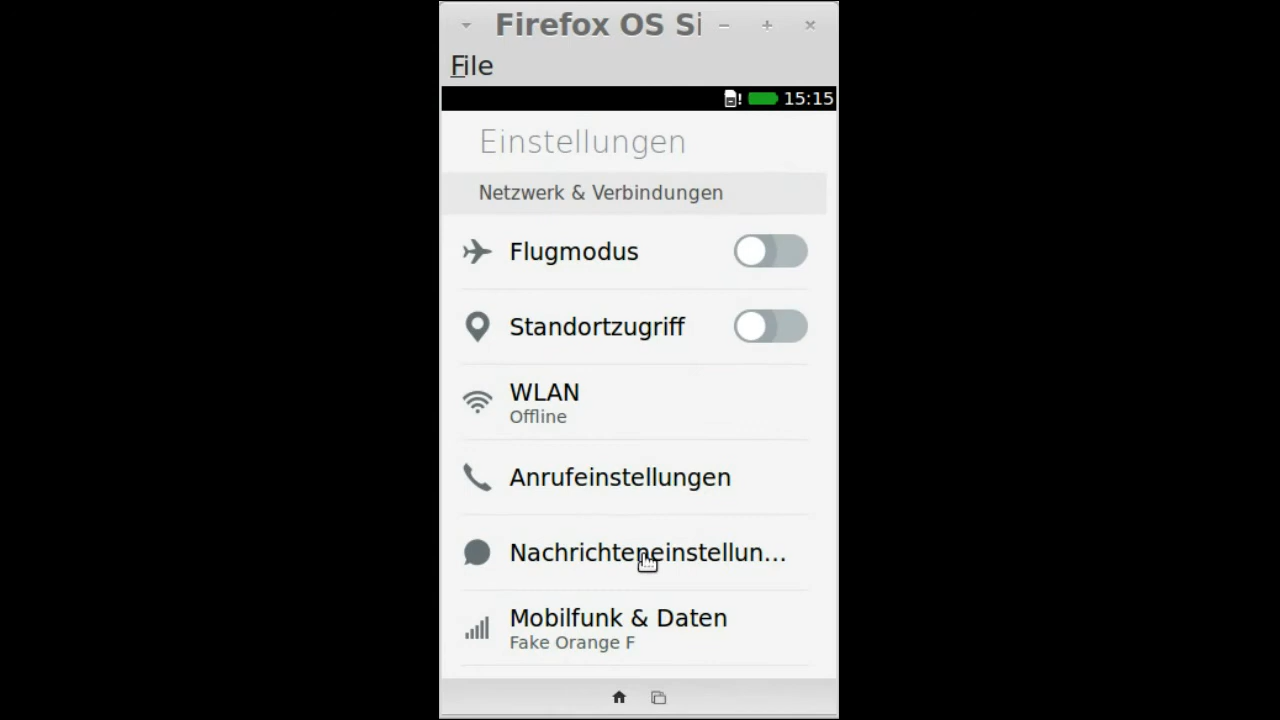 Firefox OS Si
File
15:15
Einstellungen
Netzwerk & Verbindungen
Flugmodus
Standortzugriff
WLAN
Offline
Anrufeinstellungen
Nachrichteneinstellun...
Mobilfunk & Daten
Fake Orange F